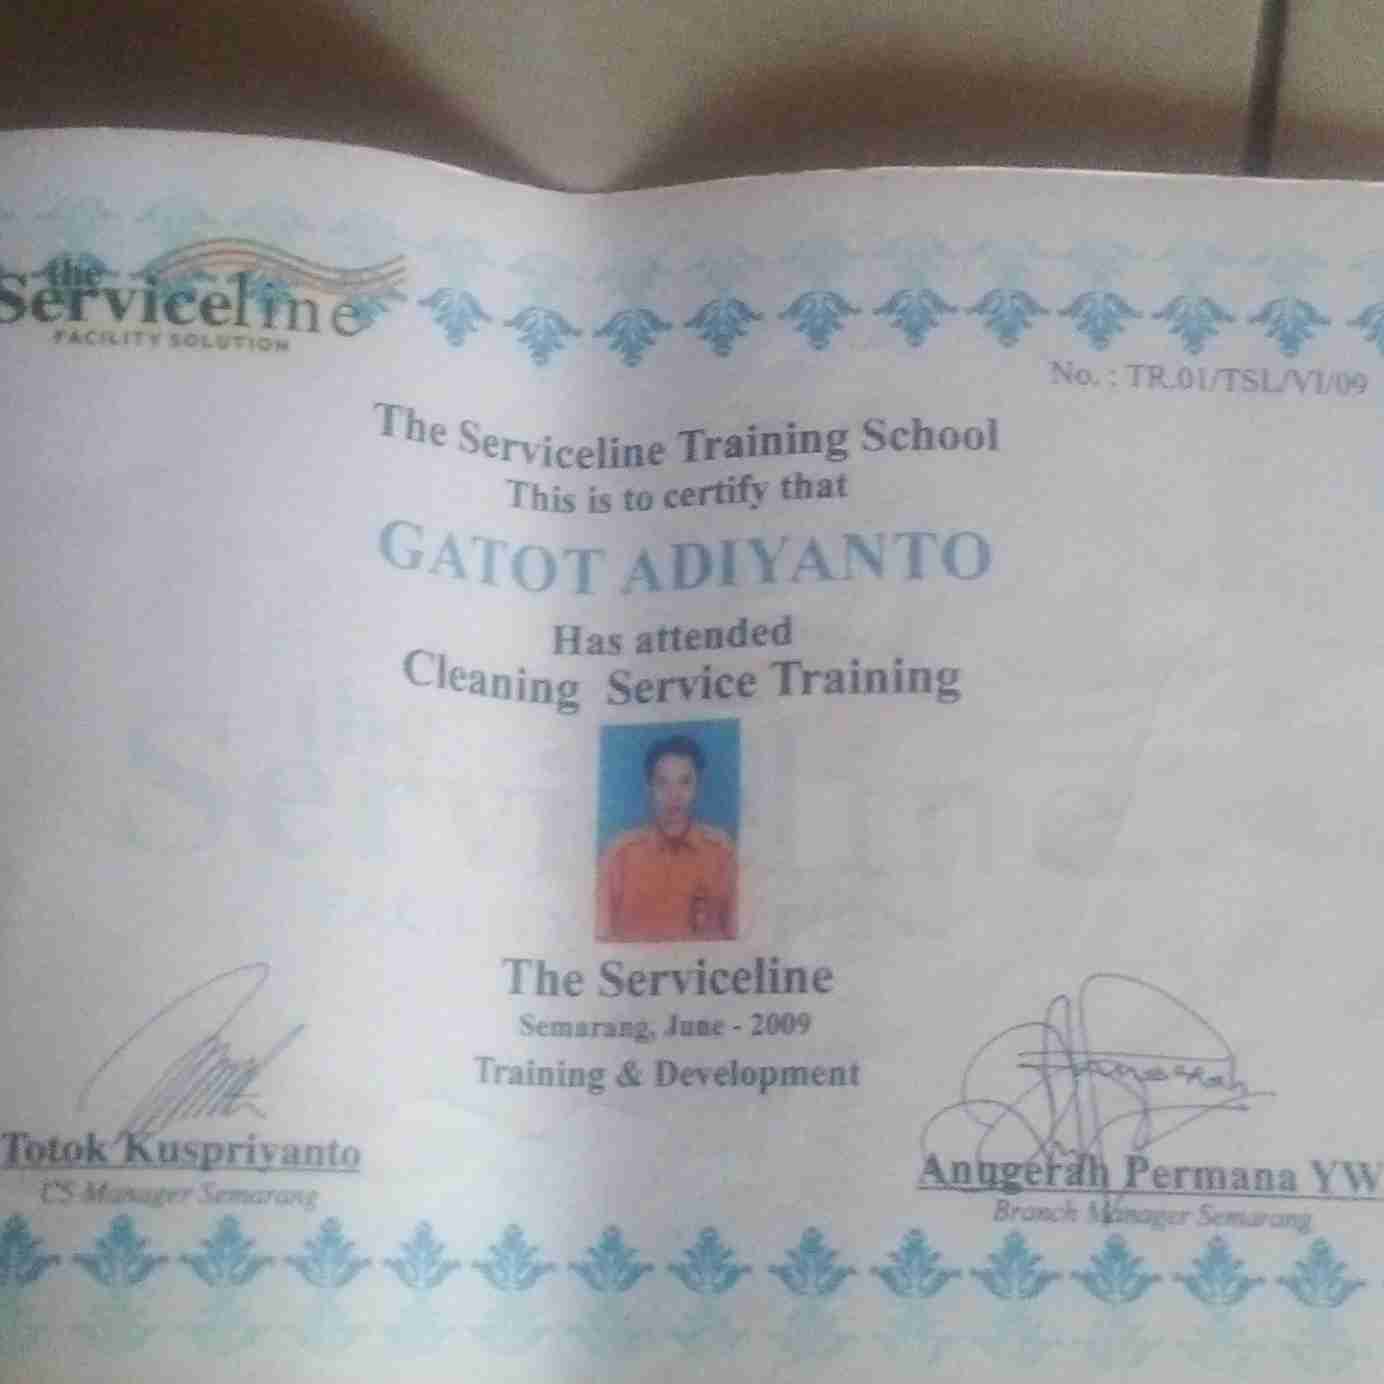 the
Serviceline
FACILITY SOLUTION
No. : TR.01/TSL/VI/09
The Serviceline Training School
This is to certify that
GATOT ADIYANTO
Has attended
Cleaning Service Training
The Serviceline
Semarang, June - 2009
Training & Development
Totok Kuspriyanto
CS Manager Semarang
Anugerah Permana YW
Branch Manager Semarang